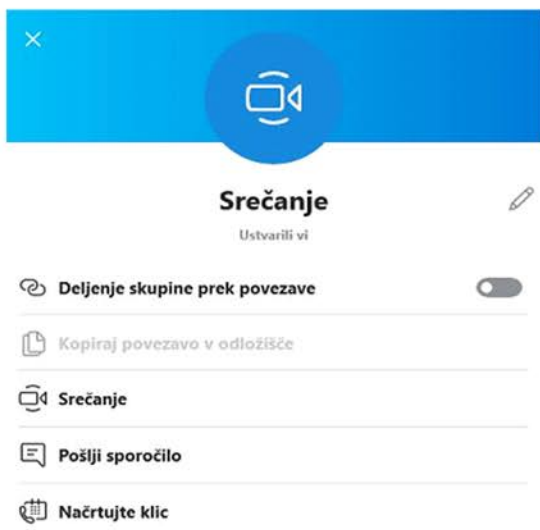 Srečanje
Ustvarili vi
Deljenje skupine prek povezave
Kopiraj povezavo v odložišče
Srečanje
Pošlji sporočilo
Načrtujte klic